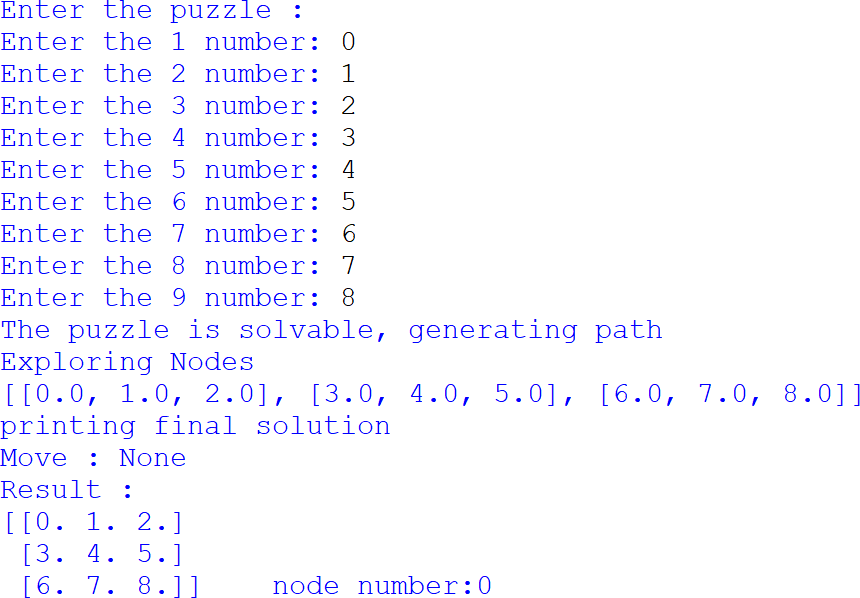 Enter the puzzle :
Enter the 1 number: 0
Enter the 2 number: 1
Enter the 3 number: 2
Enter the 4 number: 3
Enter the 5 number: 4
Enter the 6 number: 5
Enter the 7 number: 6
Enter the 8 number: 7
Enter the 9 number: 8
The puzzle is solvable, generating path
Exploring Nodes
[[0.0, 1.0, 2.0], [3.0, 4.0, 5.0], [6.0, 7.0, 8.0]]
printing final solution
Move : None
Result :
[[0. 1. 2.]
 [3. 4. 5.]
 [6. 7. 8.]]    node number:0